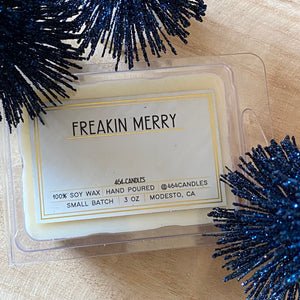 FREAKIN MERRY
464.CANDLES
100% SOY WAX | HAND POURED | @464CANDLES
SMALL BATCH | 3 OZ | MODESTO, CA